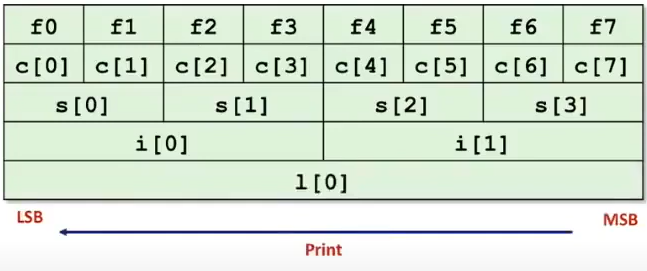 f0 f1 f2 f3 f4 f5 f6 f7
c[0] c[1] c[2] c[3] c[4] c[5] c[6] c[7]
s[0] s[1] s[2] s[3]
i[0] i[1]
l[0]
LSB MSB
Print